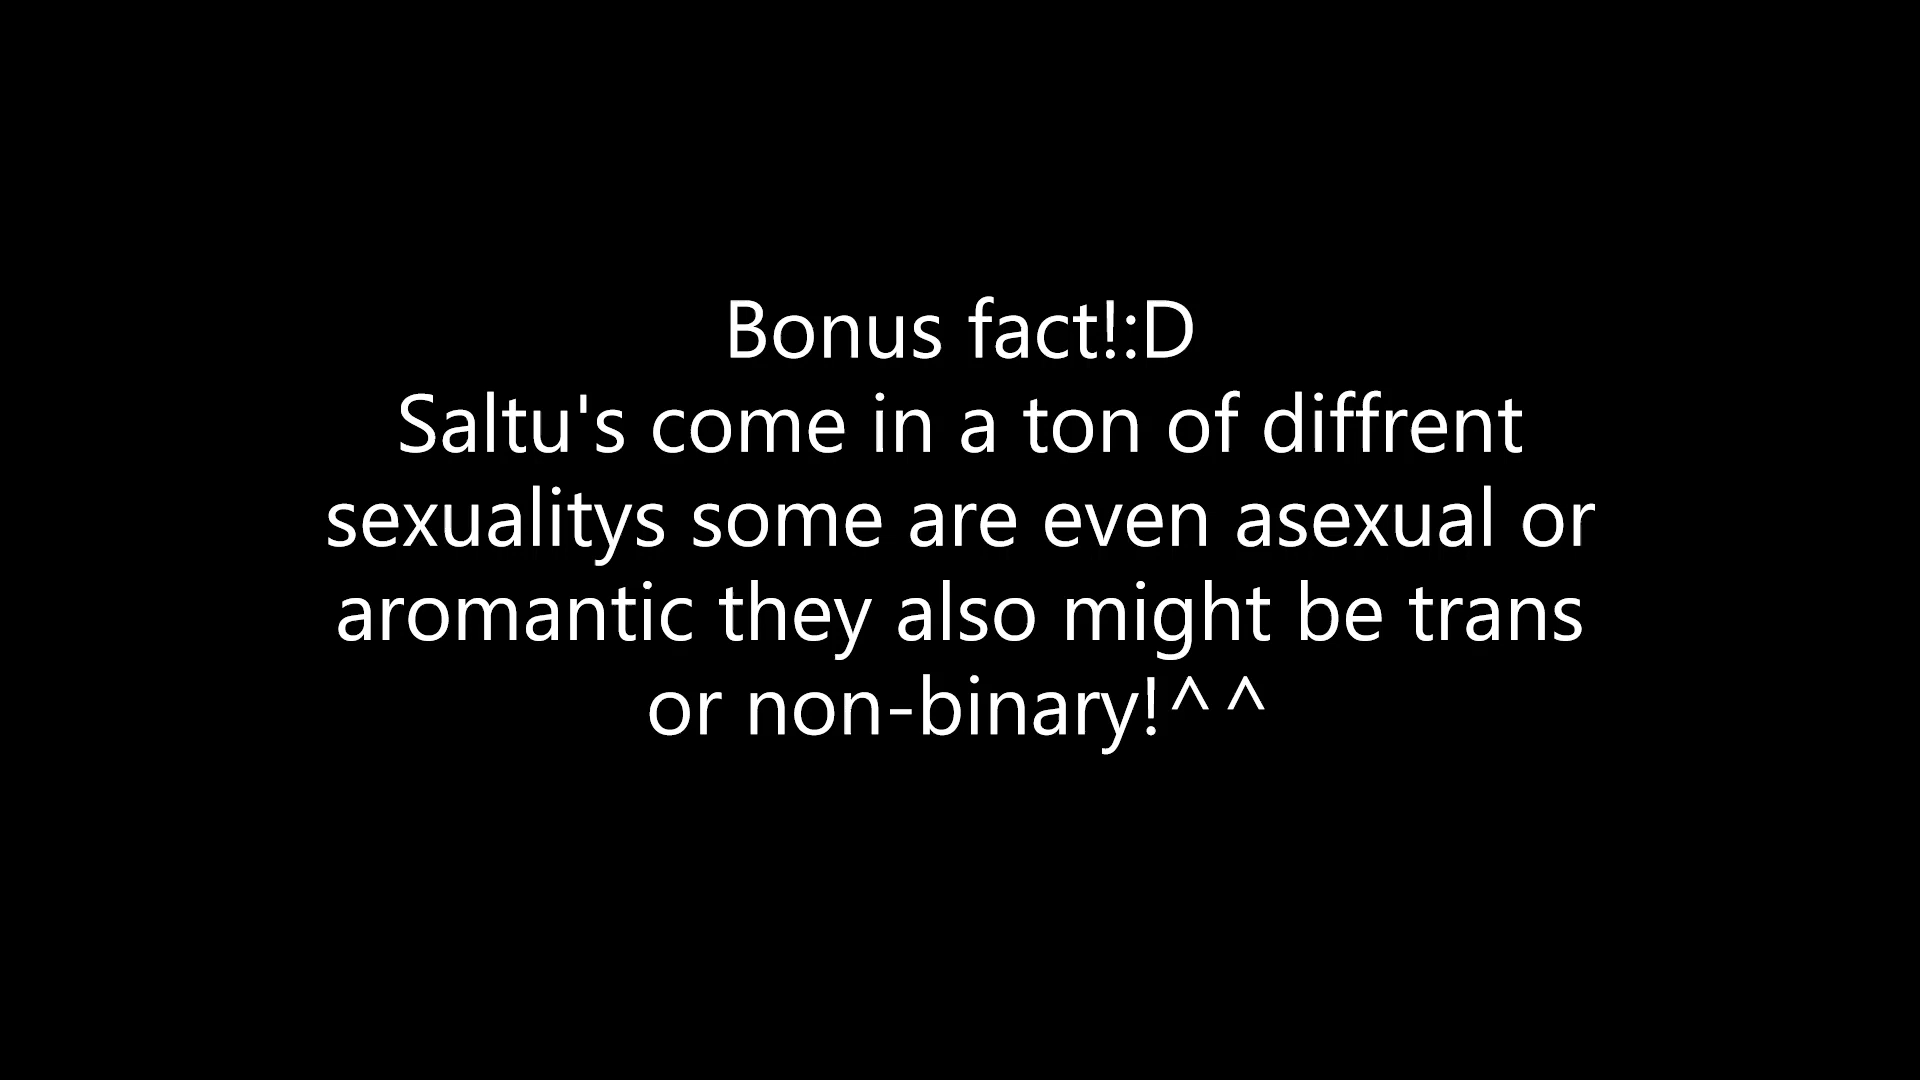 Bonus fact!:D
Saltu's come in a ton of diffrent
sexualitys some are even asexual or
aromantic they also might be trans
or non-binary!^^